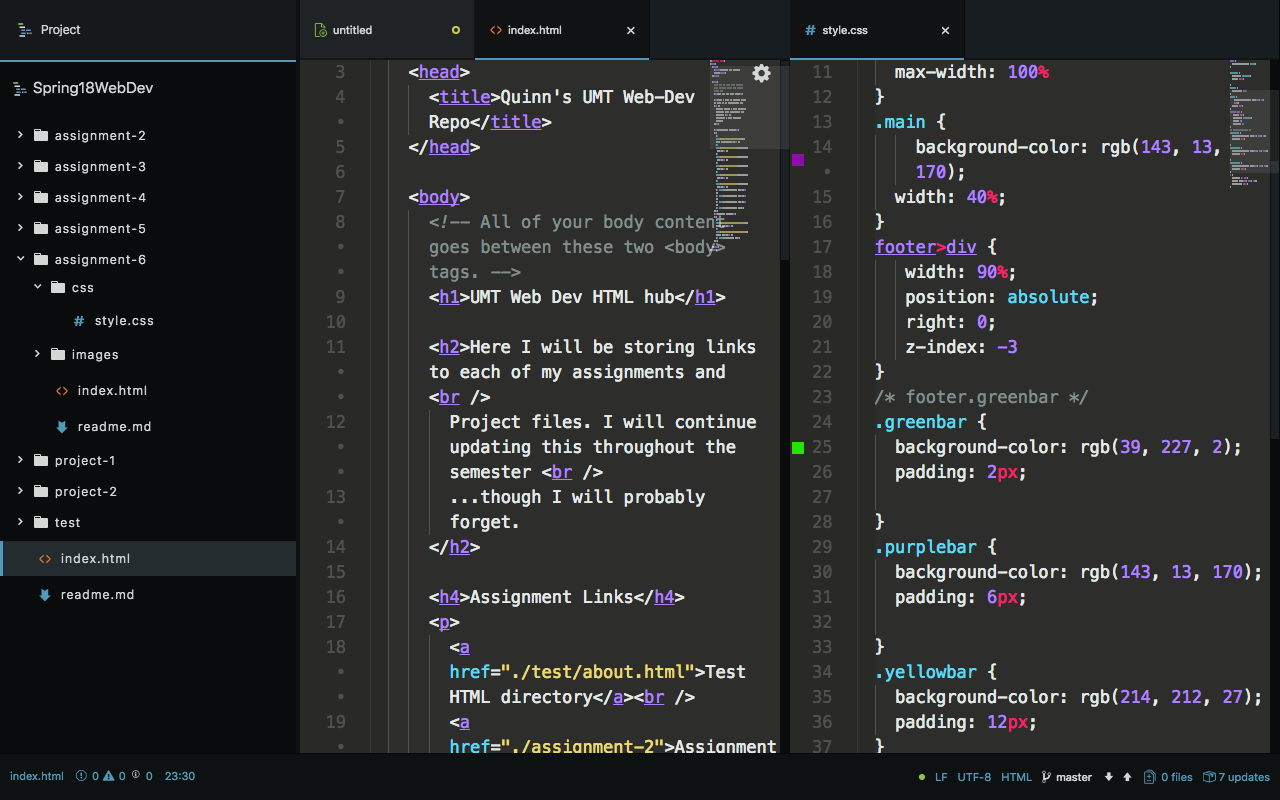 Project
Spring18WebDev
assignment-2
assignment-3
assignment-4
assignment-5
assignment-6
css
# style.css
images
<> index.html
readme.md
project-1
project-2
test
<> index.html
readme.md
untitled
<> index.html ×
3 <head>
4 <title>Quinn's UMT Web-Dev
• Repo</title>
5 </head>
6
7 <body>
8 <!-- All of your body content
• goes between these two <body>
• tags. -->
9 <h1>UMT Web Dev HTML hub</h1>
10
11 <h2>Here I will be storing links
• to each of my assignments and
• <br />
12 Project files. I will continue
• updating this throughout the
• semester <br />
13 ...though I will probably
• forget.
14 </h2>
15
16 <h4>Assignment Links</h4>
17 <p>
18 <a
• href="./test/about.html">Test
• HTML directory</a><br />
19 <a
• href="./assignment-2">Assignment
# style.css ×
11 max-width: 100%
12 }
13 .main {
14 background-color: rgb(143, 13,
• 170);
15 width: 40%;
16 }
17 footer>div {
18 width: 90%;
19 position: absolute;
20 right: 0;
21 z-index: -3
22 }
23 /* footer.greenbar */
24 .greenbar {
25 background-color: rgb(39, 227, 2);
26 padding: 2px;
27
28 }
29 .purplebar {
30 background-color: rgb(143, 13, 170);
31 padding: 6px;
32
33 }
34 .yellowbar {
35 background-color: rgb(214, 212, 27);
36 padding: 12px;
37 }
index.html 0 0 0 23:30
LF UTF-8 HTML master 0 files 7 updates